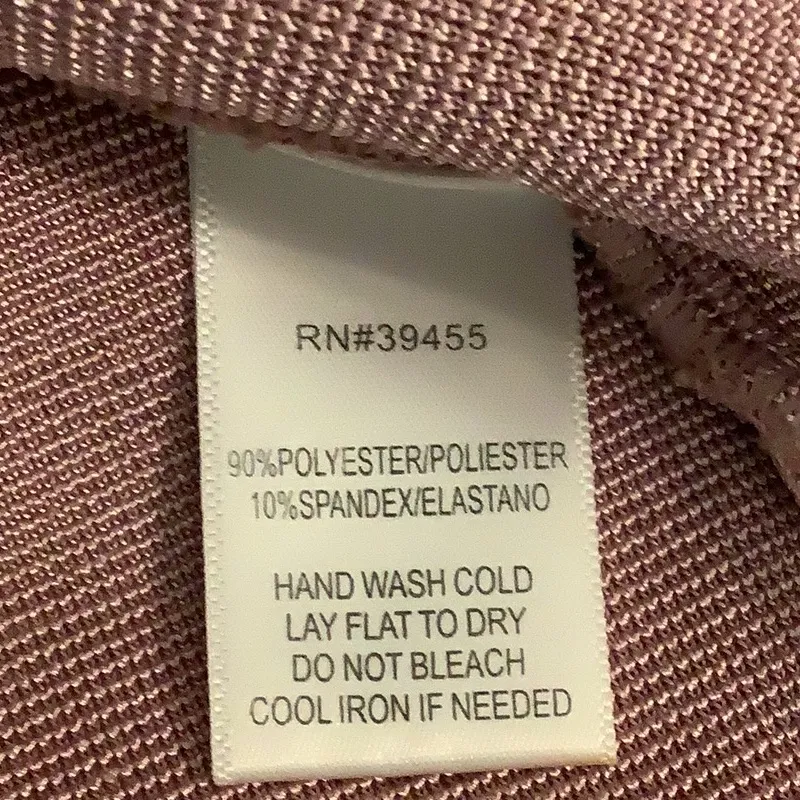 RN#39455
90%POLYESTER/POLIESTER
10%SPANDEX/ELASTANO
HAND WASH COLD
LAY FLAT TO DRY
DO NOT BLEACH
COOL IRON IF NEEDED